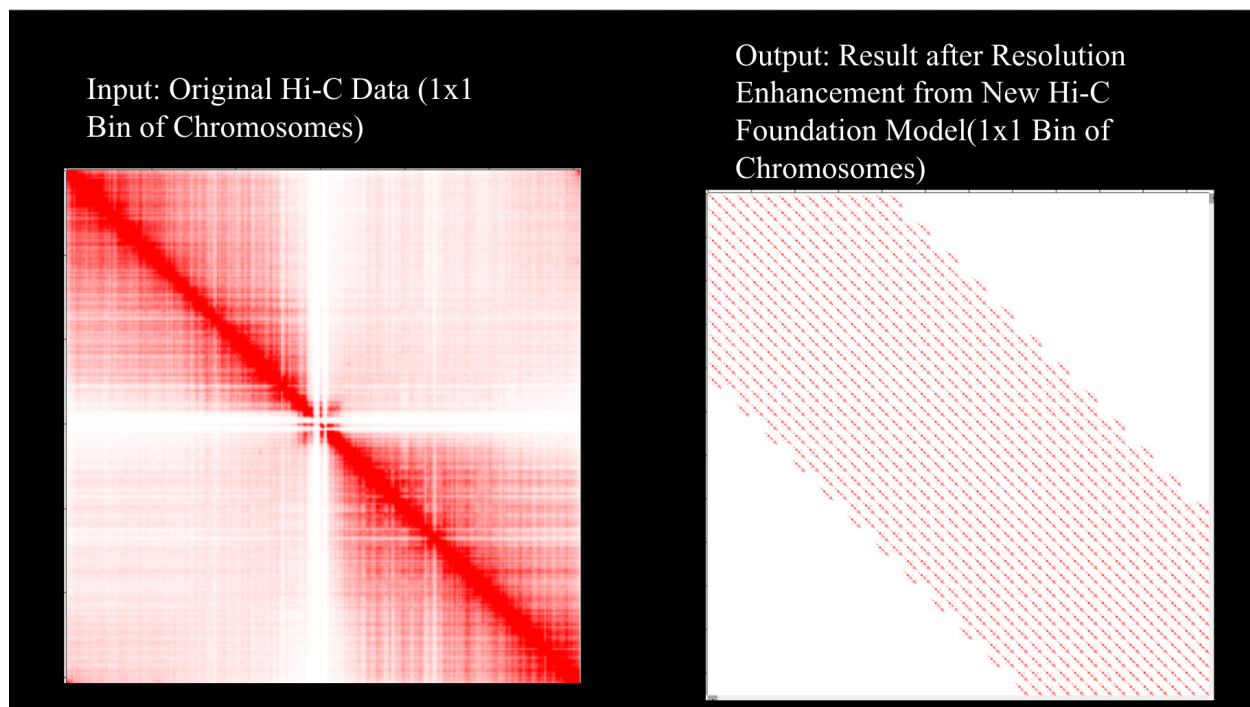 Input: Original Hi-C Data (1x1
Bin of Chromosomes)
Output: Result after Resolution
Enhancement from New Hi-C
Foundation Model(1x1 Bin of
Chromosomes)